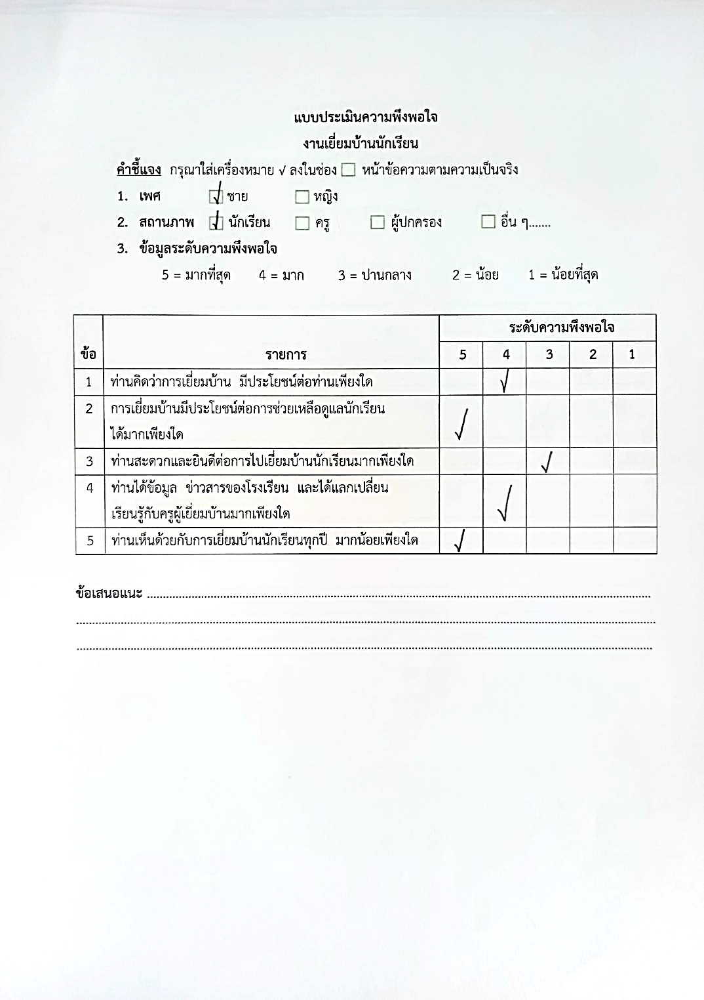 แบบประเมินความพึงพอใจ
งานเยี่ยมบ้านนักเรียน
คำชี้แจง กรุณาใส่เครื่องหมาย √ ลงในช่อง ☐ หน้าข้อความตามความเป็นจริง
1. เพศ ☑ ชาย ☐ หญิง
2. สถานภาพ ☑ นักเรียน ☐ ครู ☐ ผู้ปกครอง ☐ อื่น ๆ.......
3. ข้อมูลระดับความพึงพอใจ
5 = มากที่สุด 4 = มาก 3 = ปานกลาง 2 = น้อย 1 = น้อยที่สุด
ระดับความพึงพอใจ
ข้อ รายการ 5 4 3 2 1
1 ท่านคิดว่าการเยี่ยมบ้าน มีประโยชน์ต่อท่านเพียงใด √
2 การเยี่ยมบ้านมีประโยชน์ต่อการช่วยเหลือดูแลนักเรียน √
ได้มากเพียงใด
3 ท่านสะดวกและยินดีต่อการไปเยี่ยมบ้านนักเรียนมากเพียงใด √
4 ท่านได้ข้อมูล ข่าวสารของโรงเรียน และได้แลกเปลี่ยน √
เรียนรู้กับครูผู้เยี่ยมบ้านมากเพียงใด
5 ท่านเห็นด้วยกับการเยี่ยมบ้านนักเรียนทุกปี มากน้อยเพียงใด √
ข้อเสนอแนะ ........................................................................